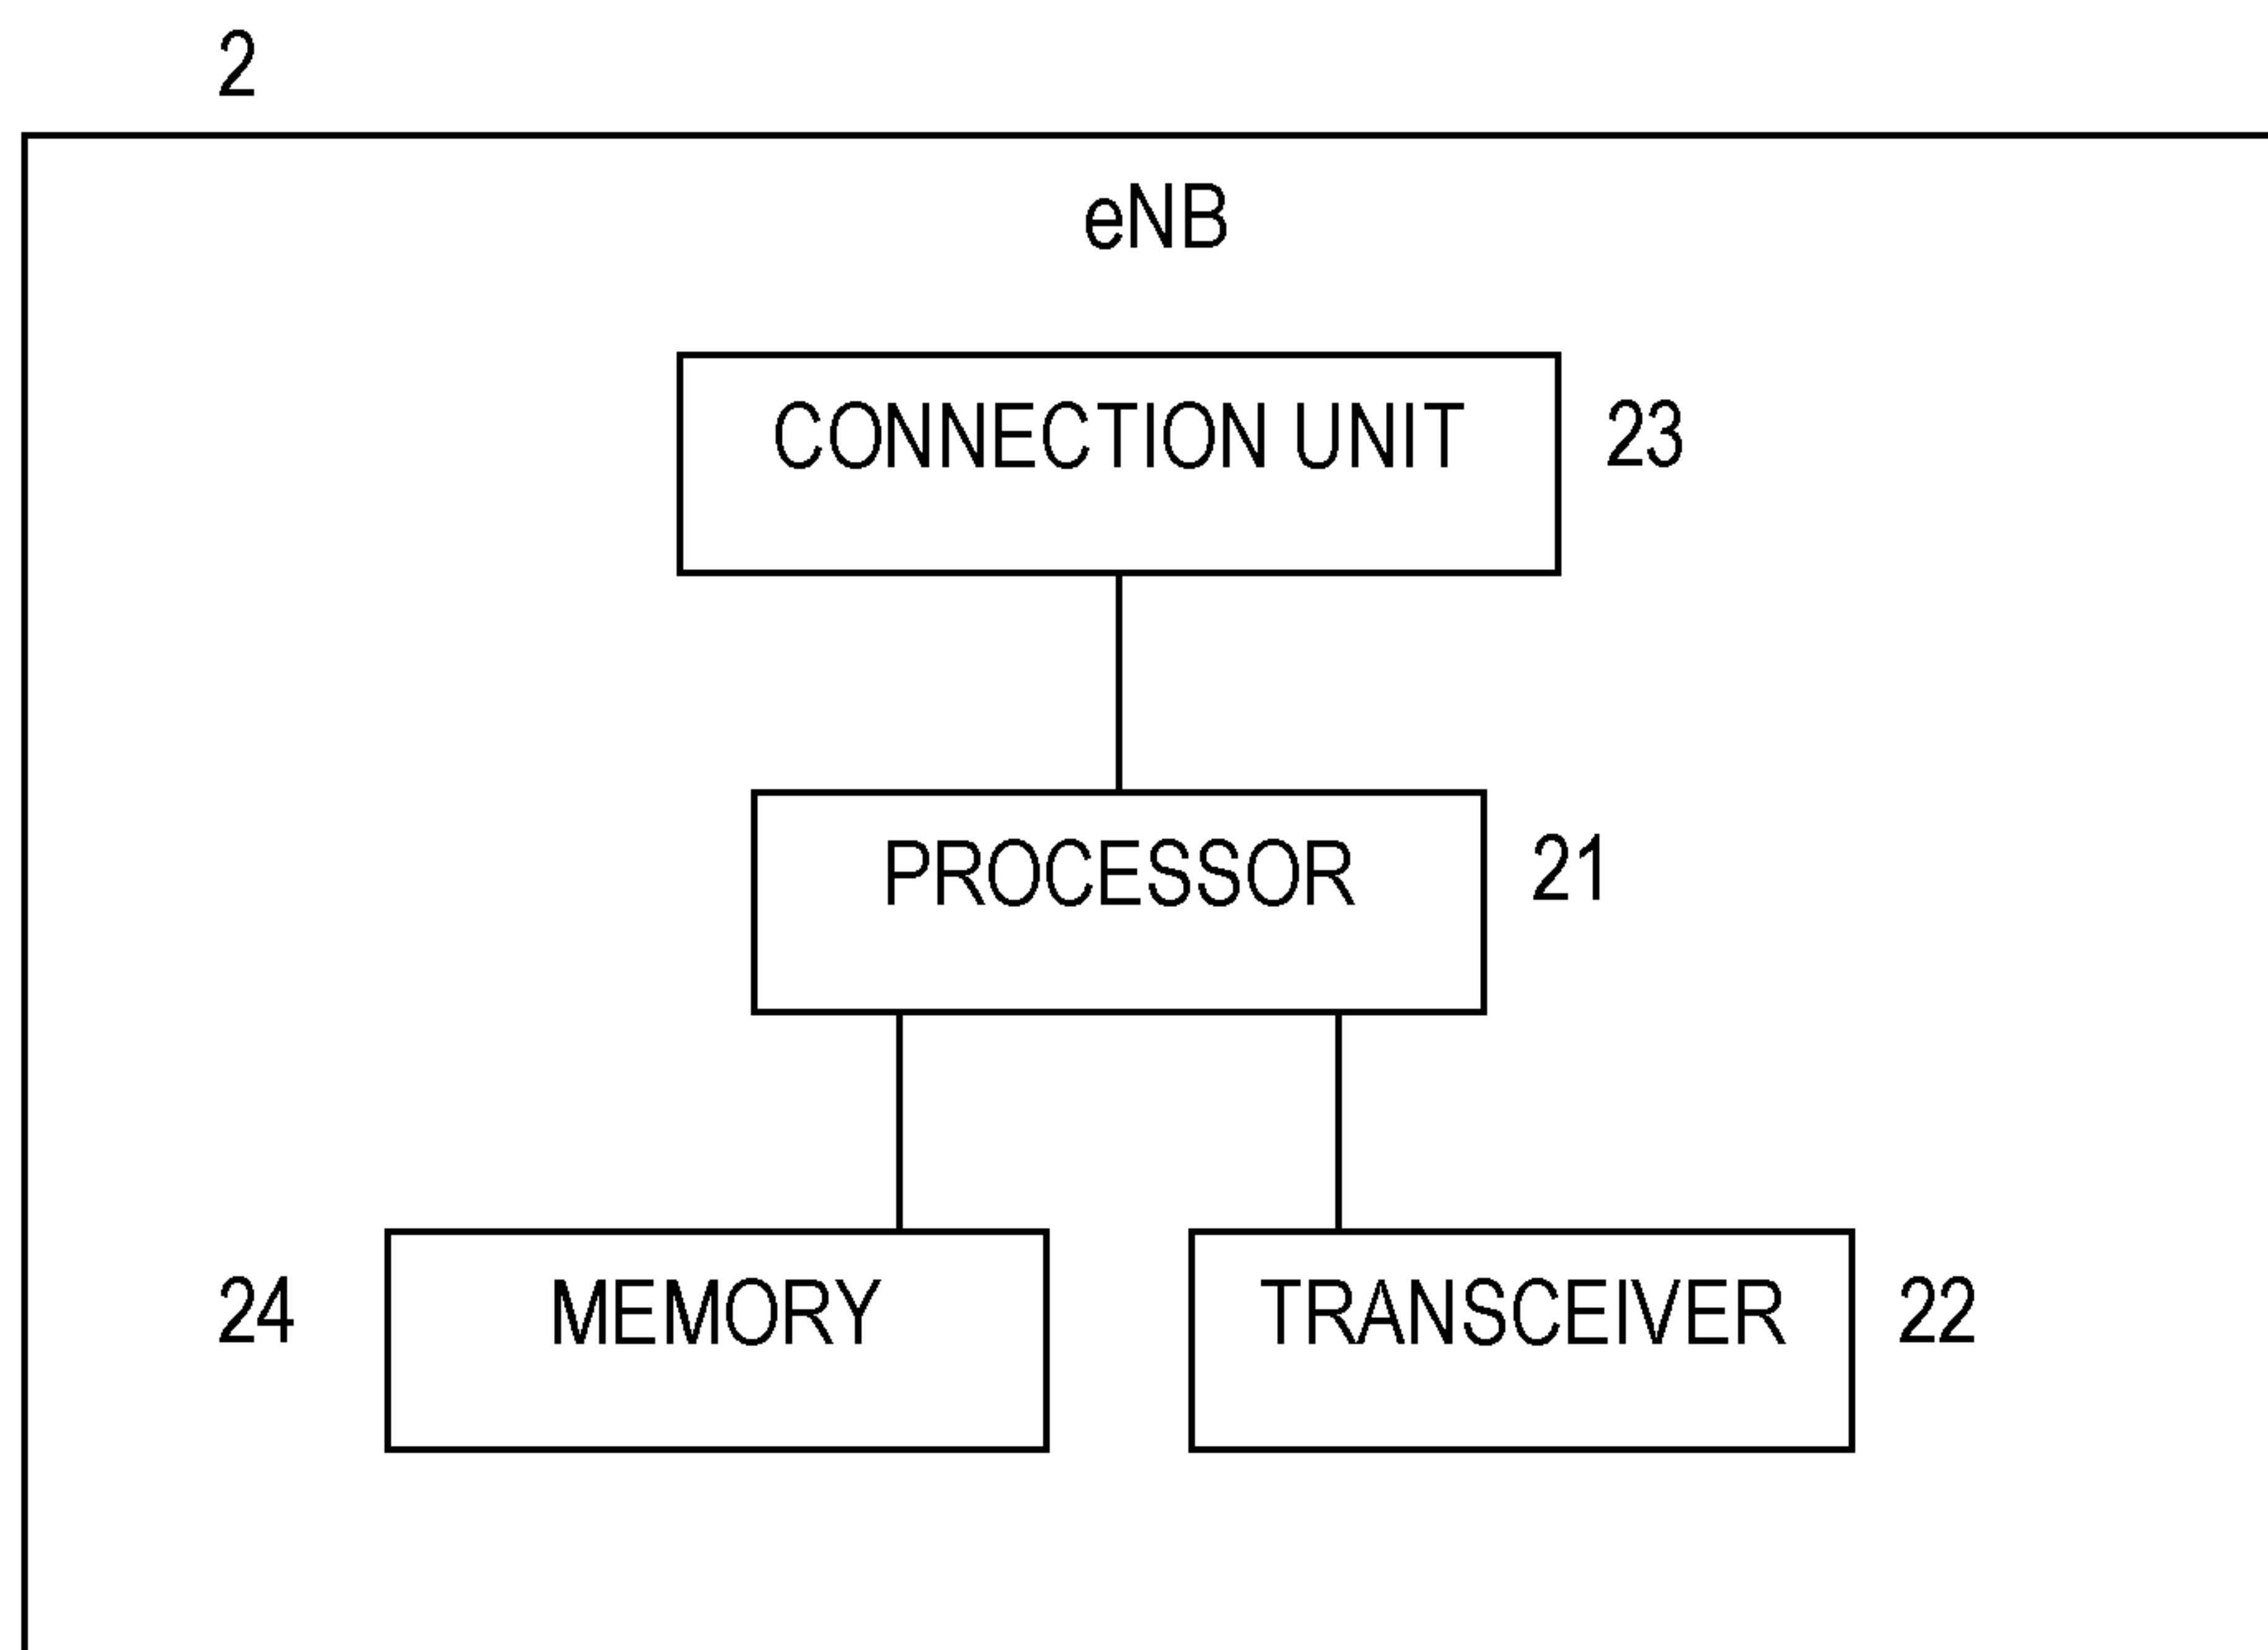 2
eNB
CONNECTION UNIT 23
PROCESSOR 21
24 MEMORY TRANSCEIVER 22